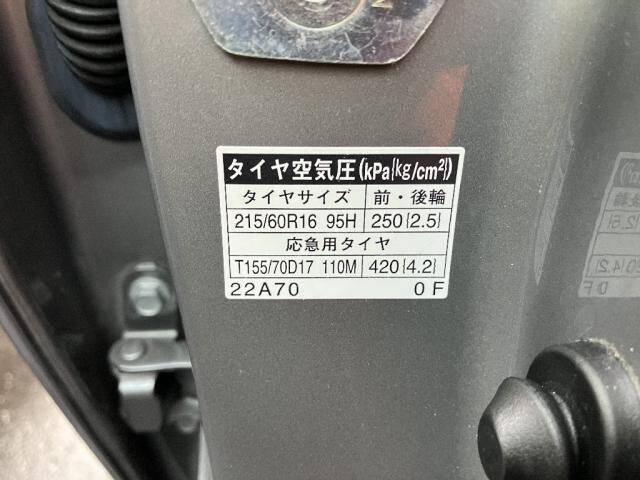 2
タイヤ空気圧(kPa{kg/cm²})
タイヤサイズ 前・後輪
215/60R16 95H 250{2.5}
応急用タイヤ
T155/70D17 110M 420{4.2}
22A70 0F